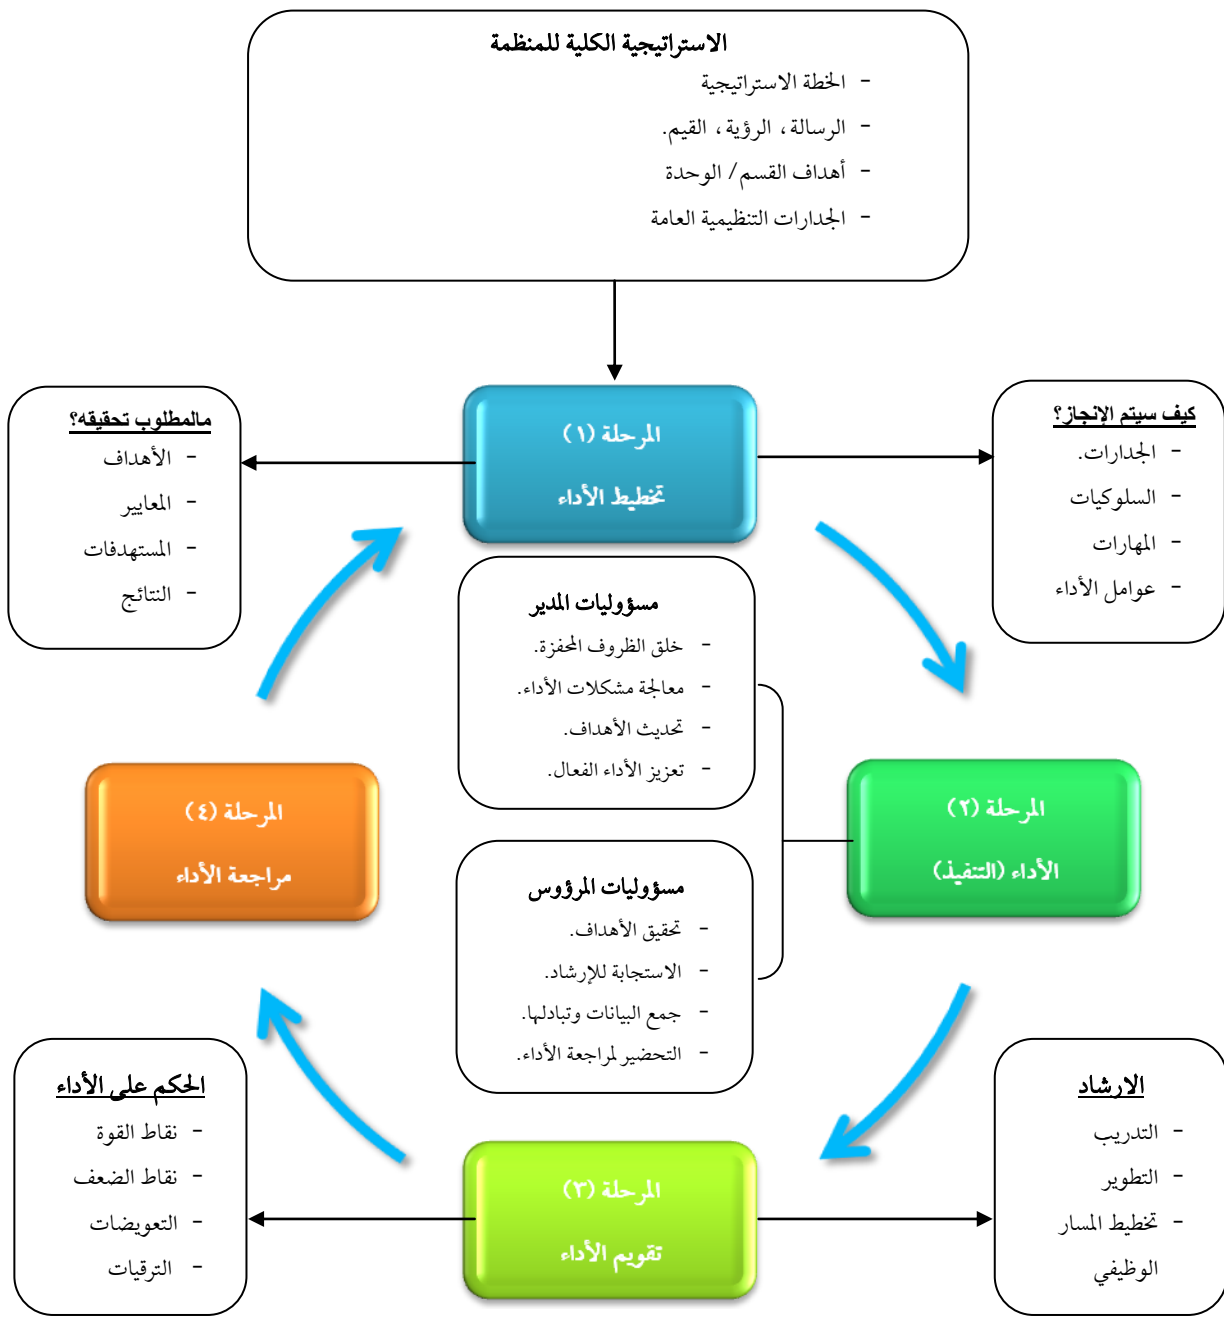 الاستراتيجية الكلية للمنظمة
- الخطة الاستراتيجية
- الرسالة ، الرؤية ، القيم.
- أهداف القسم/ الوحدة
- الجدارات التنظيمية العامة
كيف سيتم الإنجاز؟
- الجدارات.
- السلوكيات
- المهارات
- عوامل الأداء
المرحلة (١)
تخطيط الأداء
مالمطلوب تحقيقه؟
- الأهداف
- المعايير
- المستهدفات
- النتائج
مسؤوليات المدير
- خلق الظروف المحفزة.
- معالجة مشكلات الأداء.
- تحديث الأهداف.
- تعزيز الأداء الفعال.
المرحلة (٢)
الأداء (التنفيذ)
المرحلة (٤)
مراجعة الأداء
مسؤوليات المرؤوس
- تحقيق الأهداف.
- الاستجابة للإرشاد.
- جمع البيانات وتبادلها.
- التحضير لمراجعة الأداء.
الارشاد
- التدريب
- التطوير
- تخطيط المسار
الوظيفي
المرحلة (٣)
تقويم الأداء
الحكم على الأداء
- نقاط القوة
- نقاط الضعف
- التعويضات
- الترقيات